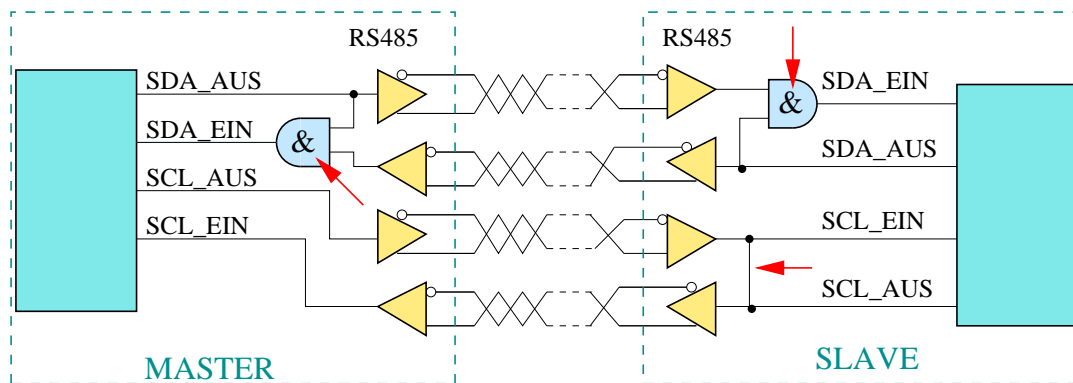 RS485
RS485
SDA_AUS
SDA_EIN
SCL_AUS
SCL_EIN
&
&
SDA_EIN
SDA_AUS
SCL_EIN
SCL_AUS
MASTER
SLAVE